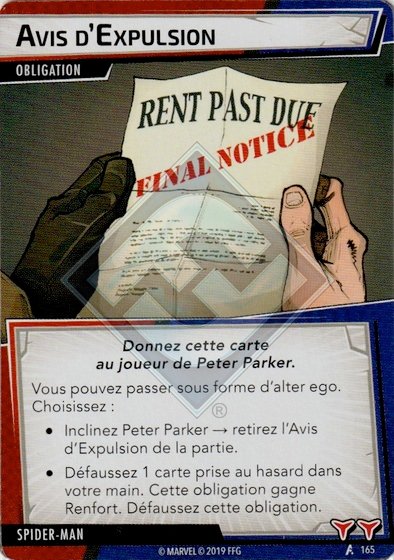 AVIS D'EXPULSION
OBLIGATION
RENT PAST DUE
FINAL NOTICE
Donnez cette carte
au joueur de Peter Parker.
Vous pouvez passer sous forme d'alter ego.
Choisissez :
• Inclinez Peter Parker → retirez l'Avis
d'Expulsion de la partie.
• Défaussez 1 carte prise au hasard dans
votre main. Cette obligation gagne
Renfort. Défaussez cette obligation.
®
SPIDER-MAN
© MARVEL © 2019 FFG
165